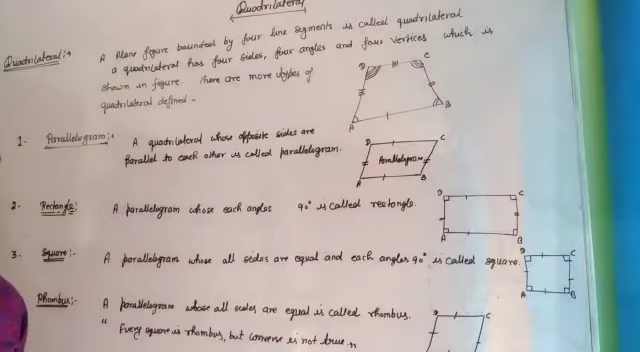 Quadrilateral
Quadrilateral:- A Plane figure bounded by four line segments is called quadrilateral
a quadrilateral has four sides, four angles and four vertices which is
shown in figure. There are more types of
quadrilateral defined -
D C
A B
1- Parallelogram:- A quadrilateral whose opposite sides are
parallel to each other is called parallelogram.
D C
Parallelogram
A B
2- Rectangle: A parallelogram whose each angles 90° is called rectangle.
D C
A B
3- Square:- A parallelogram whose all sides are equal and each angles 90° is called square.
D C
A B
Rhombus:- A parallelogram whose all sides are equal is called rhombus.
" Every square is rhombus, but converse is not true."
D C